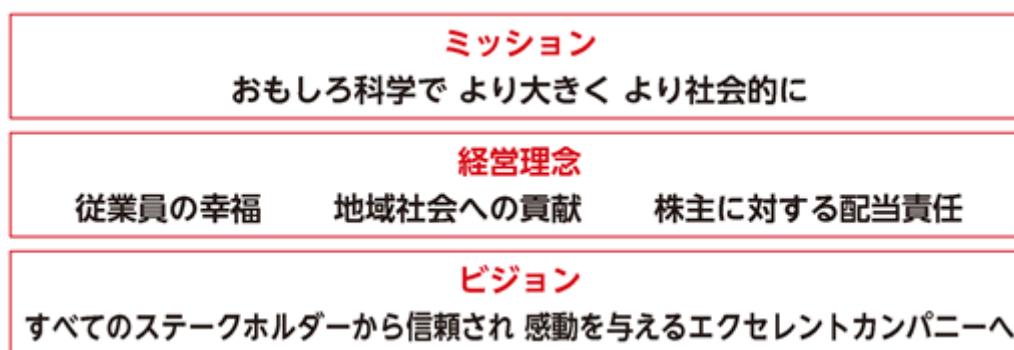 ミッション
おもしろ科学で より大きく より社会的に
経営理念
従業員の幸福 地域社会への貢献 株主に対する配当責任
ビジョン
すべてのステークホルダーから信頼され 感動を与えるエクセレントカンパニーへ